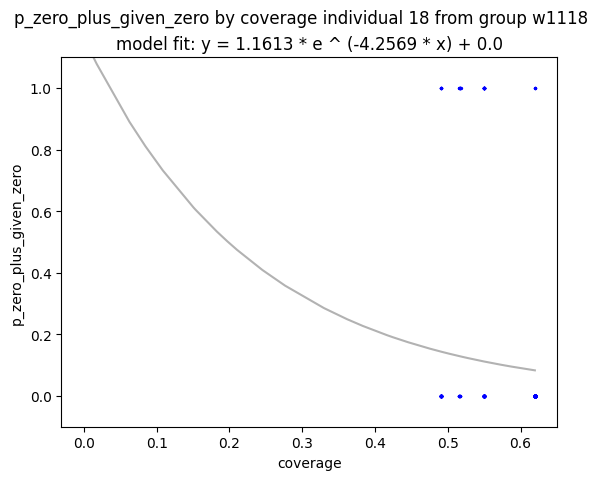 p_zero_plus_given_zero by coverage individual 18 from group w1118
model fit: y = 1.1613 * e ^ (-4.2569 * x) + 0.0
1.0
0.8
0.6
0.4
0.2
0.0
p_zero_plus_given_zero
0.0 0.1 0.2 0.3 0.4 0.5 0.6
coverage